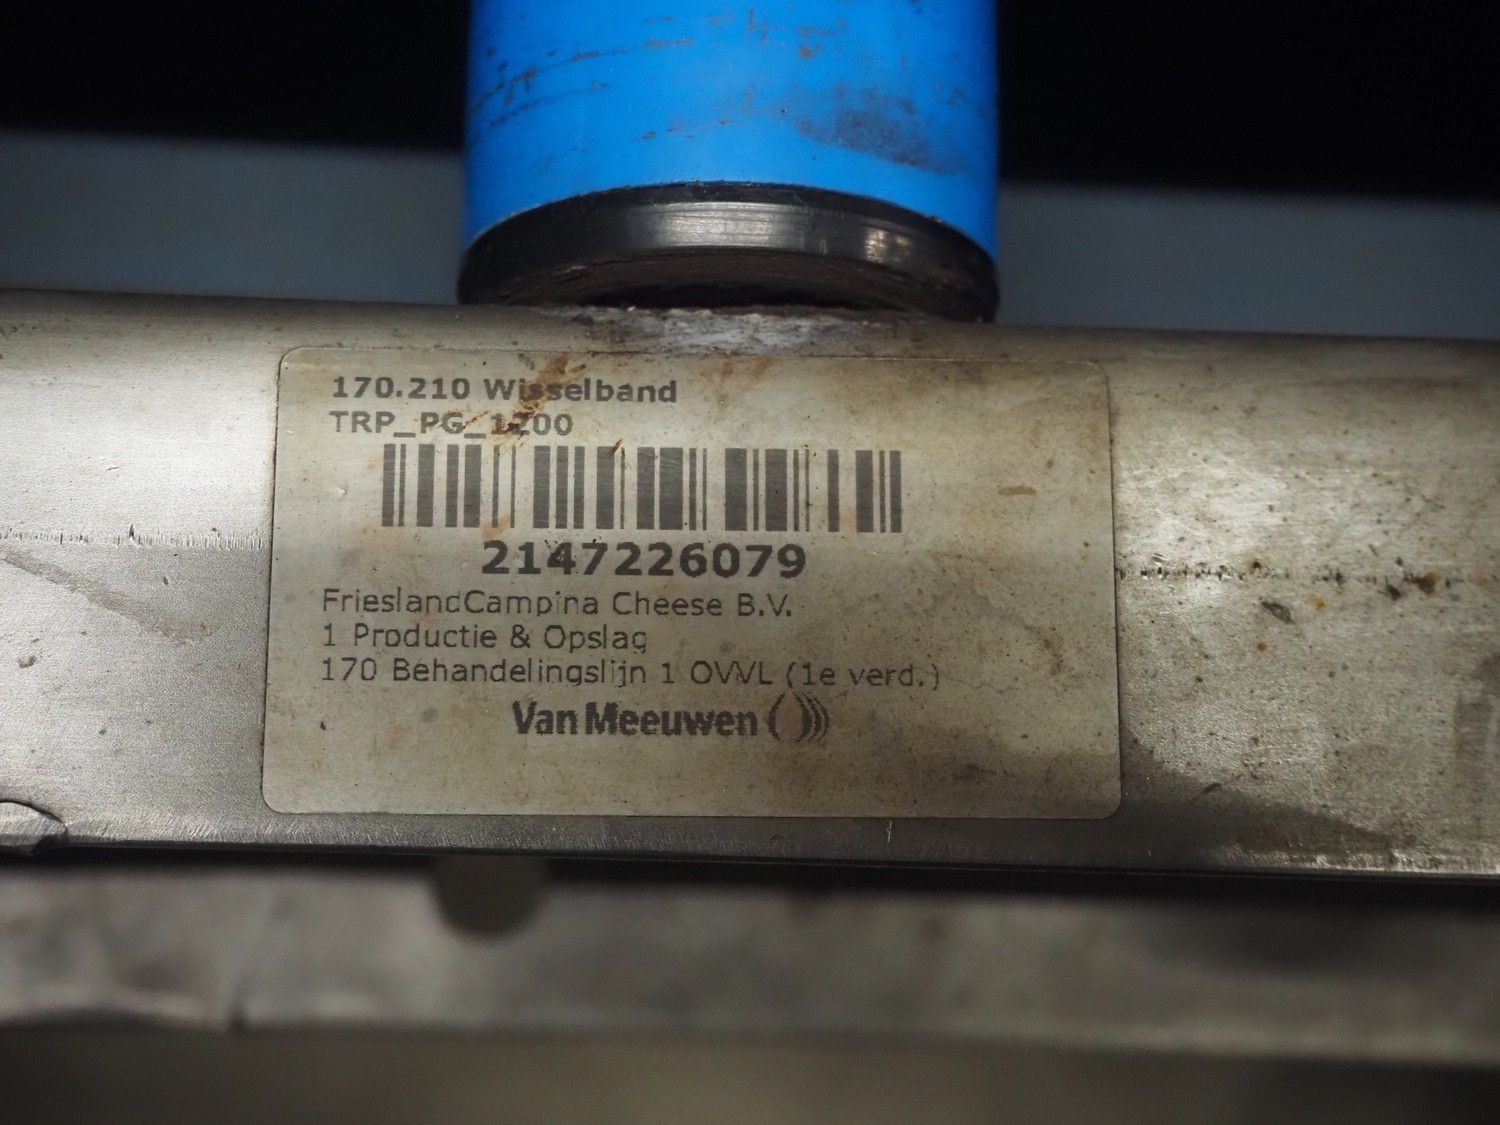 170.210 Wisselband
TRP_PG_1200
2147226079
FrieslandCampina Cheese B.V.
1 Productie & Opslag
170 Behandelingslijn 1 OVVL (1e verd.)
Van Meeuwen